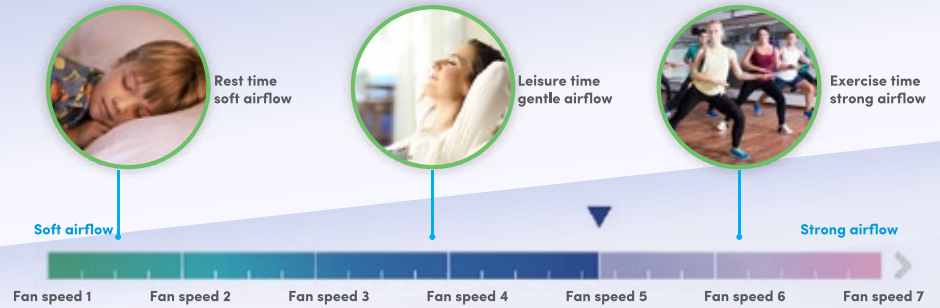 Rest time
soft airflow
Leisure time
gentle airflow
Exercise time
strong airflow
Soft airflow
Strong airflow
Fan speed 1
Fan speed 2
Fan speed 3
Fan speed 4
Fan speed 5
Fan speed 6
Fan speed 7